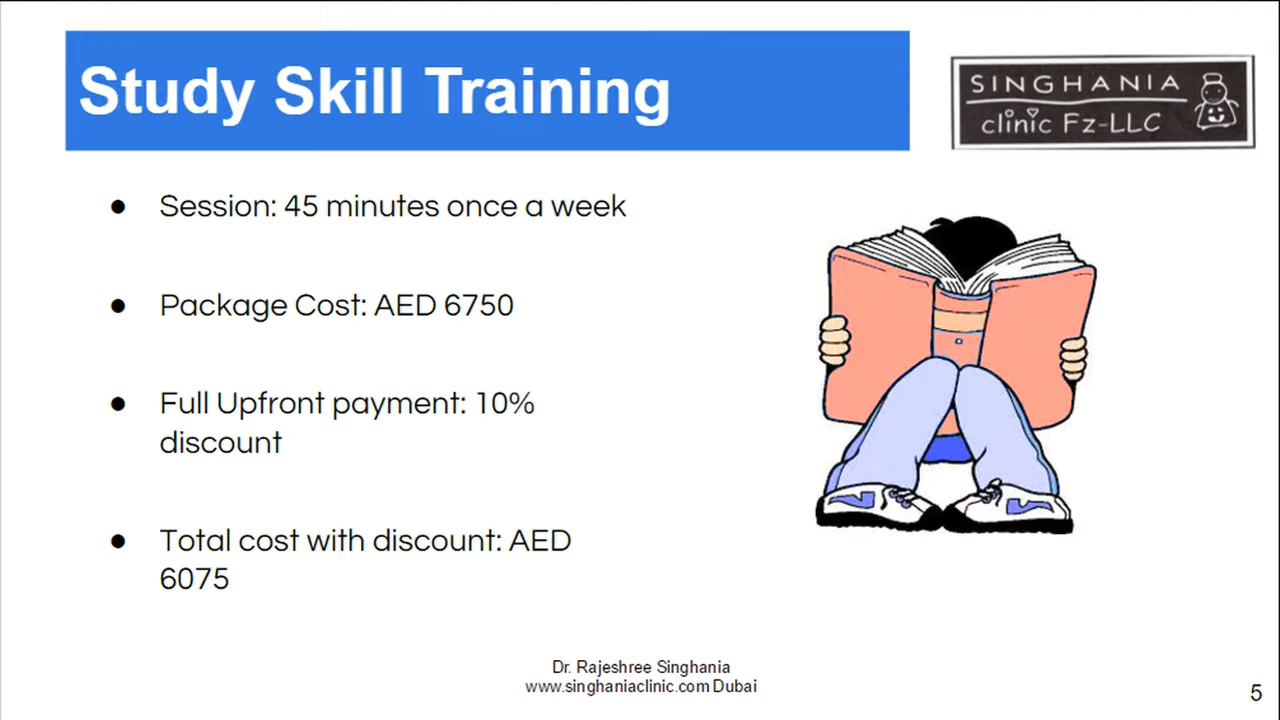 Study Skill Training
SINGHANIA
clinic Fz-LLC
● Session: 45 minutes once a week
● Package Cost: AED 6750
● Full Upfront payment: 10%
discount
● Total cost with discount: AED
6075
Dr. Rajeshree Singhania
www.singhaniaclinic.com Dubai
5